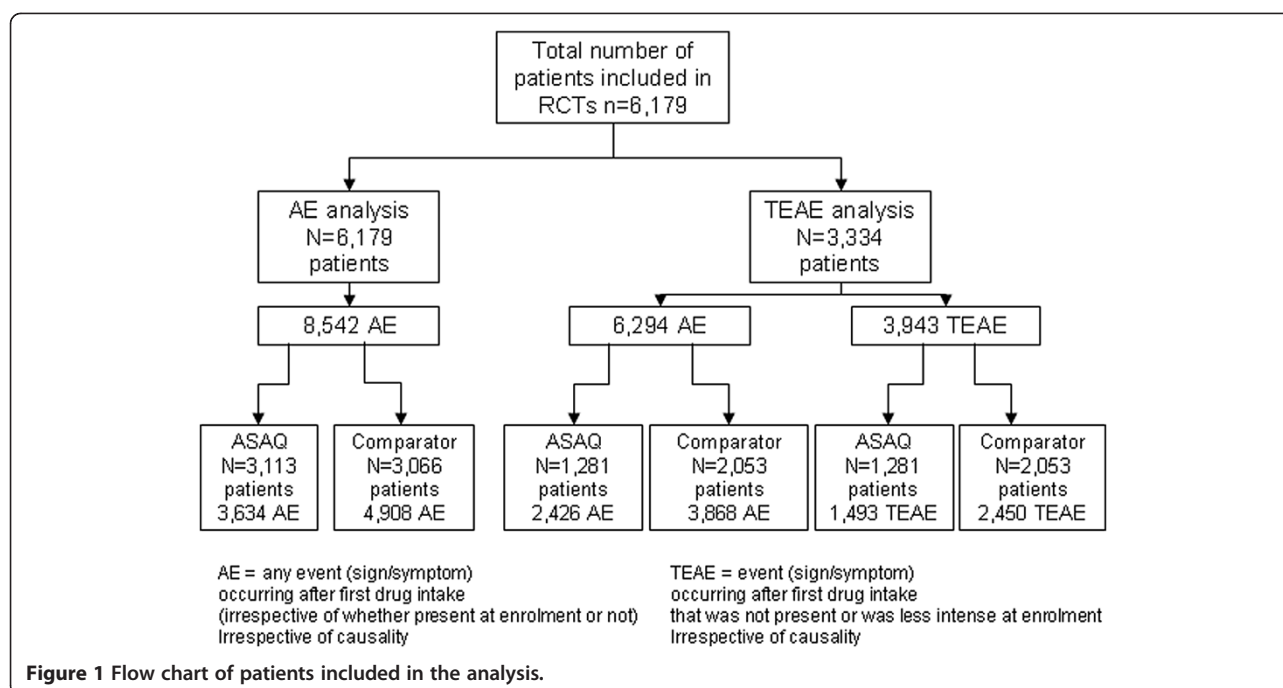 Total number of
patients included in
RCTs n=6,179
AE analysis
N=6,179
patients
TEAE analysis
N=3,334
patients
8,542 AE
6,294 AE
3,943 TEAE
ASAQ
N=3,113
patients
3,634 AE
Comparator
N=3,066
patients
4,908 AE
ASAQ
N=1,281
patients
2,426 AE
Comparator
N=2,053
patients
3,868 AE
ASAQ
N=1,281
patients
1,493 TEAE
Comparator
N=2,053
patients
2,450 TEAE
AE = any event (sign/symptom)
occurring after first drug intake
(irrespective of whether present at enrolment or not)
Irrespective of causality
TEAE = event (sign/symptom)
occurring after first drug intake
that was not present or was less intense at enrolment
Irrespective of causality
Figure 1 Flow chart of patients included in the analysis.